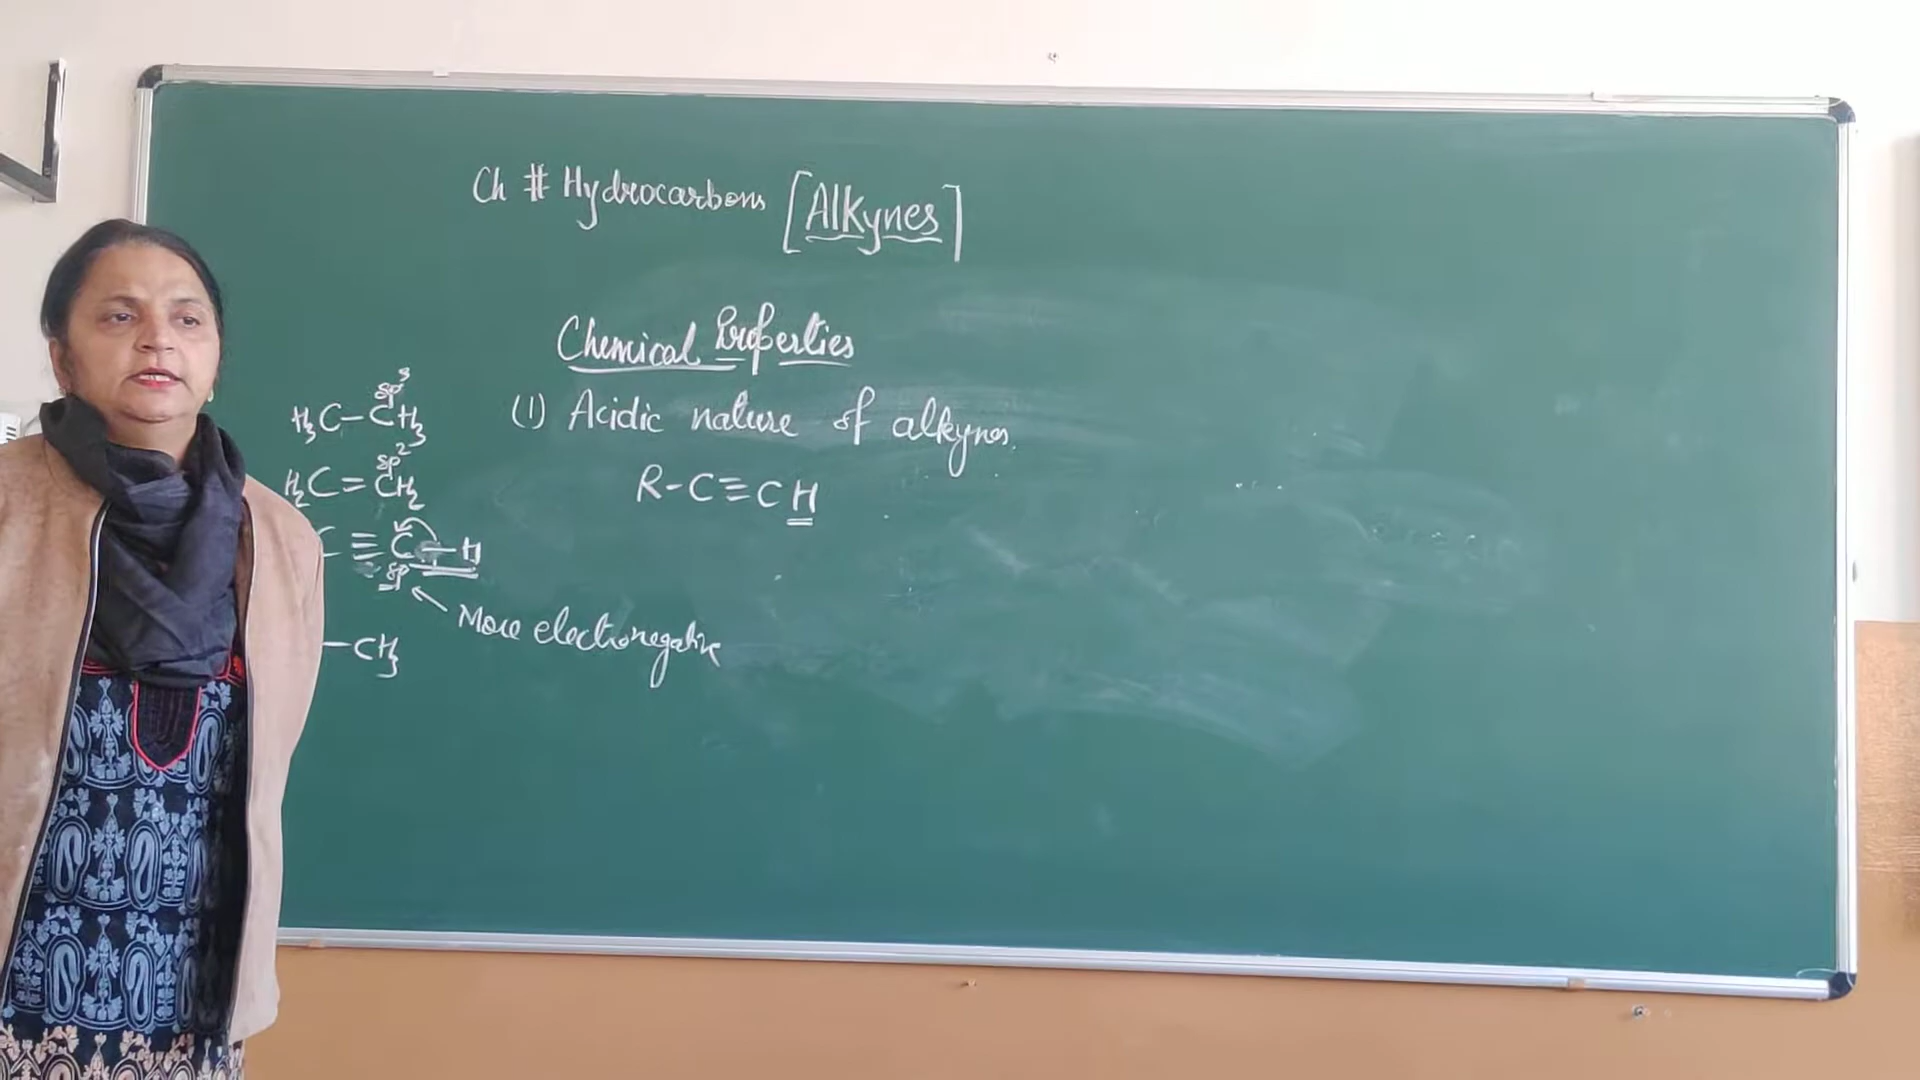 Ch # Hydrocarbons [Alkynes]
Chemical Properties
(1) Acidic nature of alkynes.
R-C≡CH
sp³
H₃C-CH₃
sp²
H₂C=CH₂
C≡C-H
sp
More electronegative
-CH₃